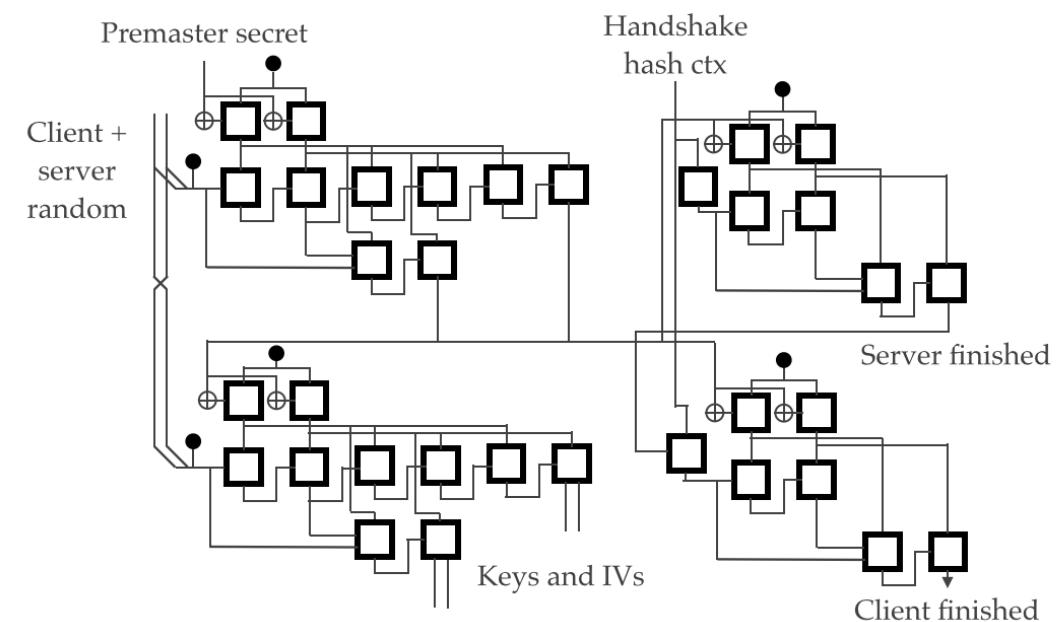 Premaster secret
Handshake
hash ctx
Client +
server
random
Server finished
Keys and IVs
Client finished